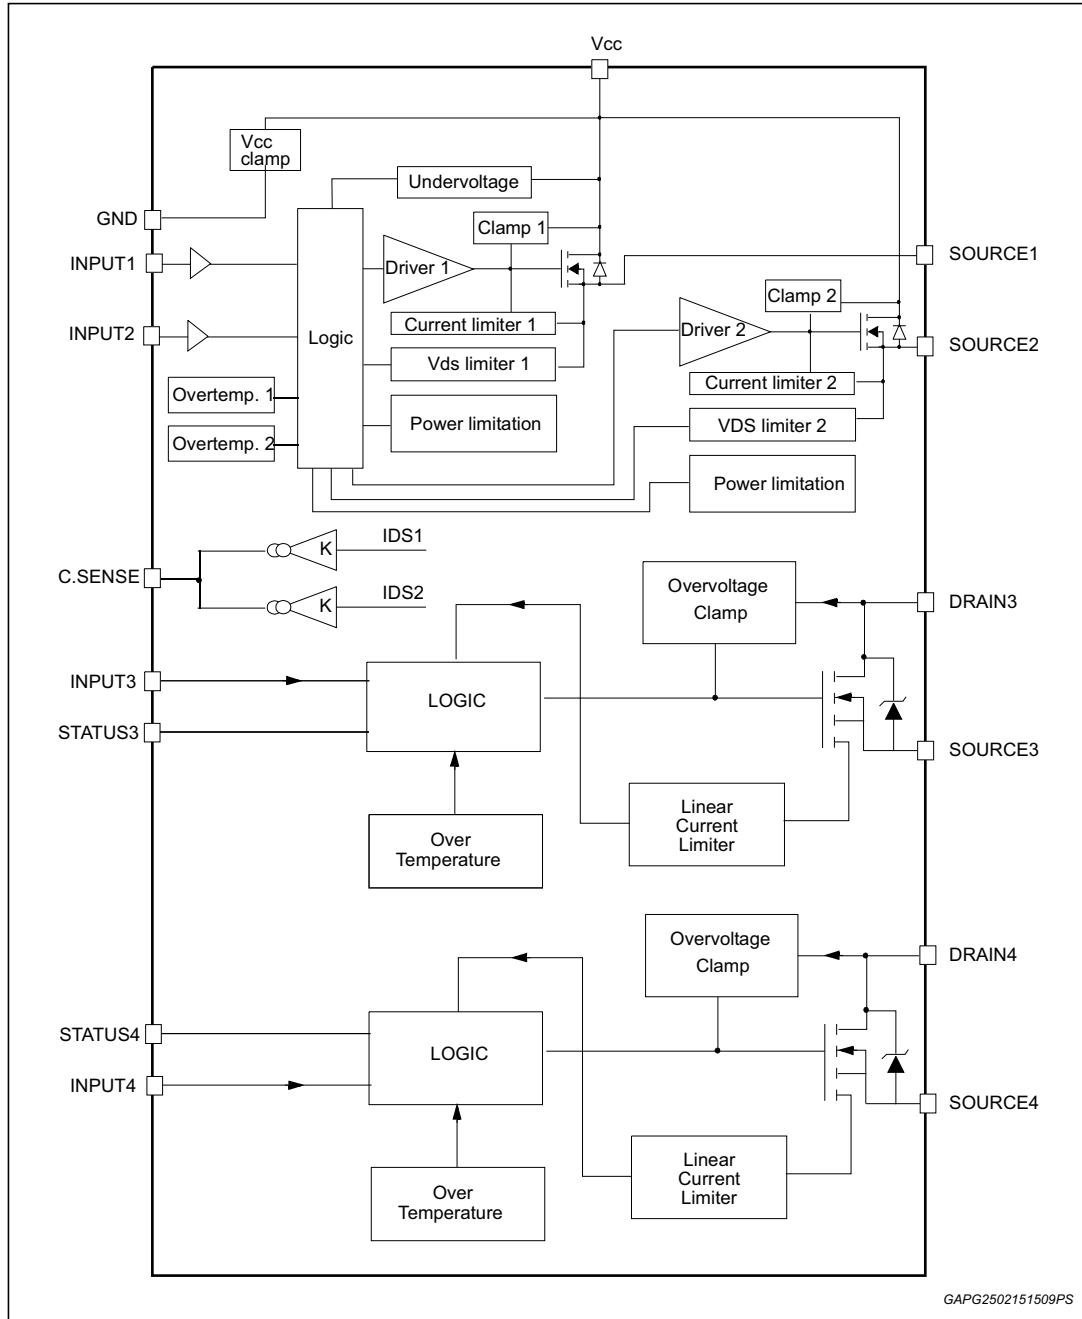 Vcc
Vcc
clamp
Undervoltage
GND
Clamp 1
INPUT1
Driver 1
SOURCE1
Clamp 2
INPUT2
Logic
Current limiter 1
Driver 2
SOURCE2
Vds limiter 1
Current limiter 2
Overtemp. 1
Power limitation
VDS limiter 2
Overtemp. 2
Power limitation
K
IDS1
C.SENSE
K
IDS2
Overvoltage
Clamp
DRAIN3
INPUT3
LOGIC
STATUS3
SOURCE3
Over
Temperature
Linear
Current
Limiter
Overvoltage
Clamp
DRAIN4
STATUS4
LOGIC
INPUT4
SOURCE4
Over
Temperature
Linear
Current
Limiter
GAPG2502151509PS